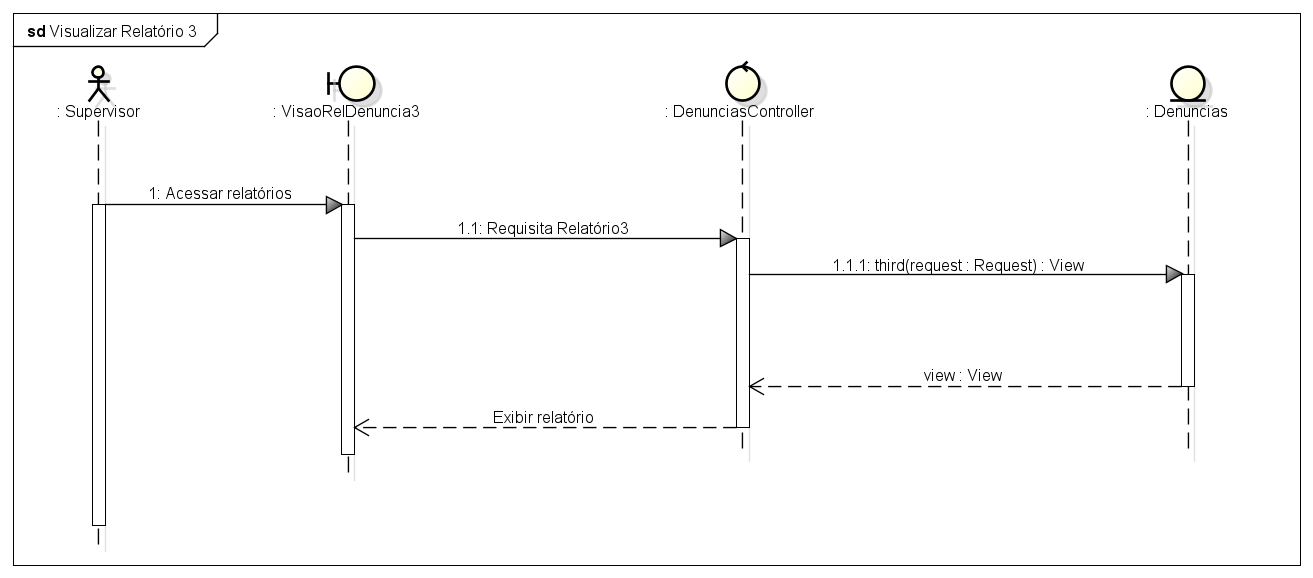 sd Visualizar Relatório 3
: Supervisor
: VisaoRelDenuncia3
: DenunciasController
: Denuncias
1: Acessar relatórios
1.1: Requisita Relatório3
1.1.1: third(request : Request) : View
view : View
Exibir relatório